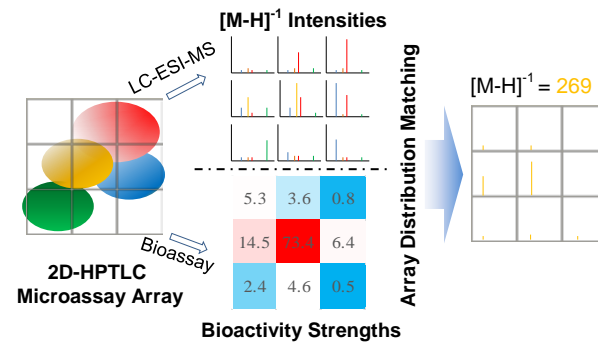 [M-H]⁻¹ Intensities
LC-ESI-MS
Bioassay
2D-HPTLC
Microassay Array
5.3 3.6 0.8
14.5 73.4 6.4
2.4 4.6 0.5
Bioactivity Strengths
Array Distribution Matching
[M-H]⁻¹ = 269